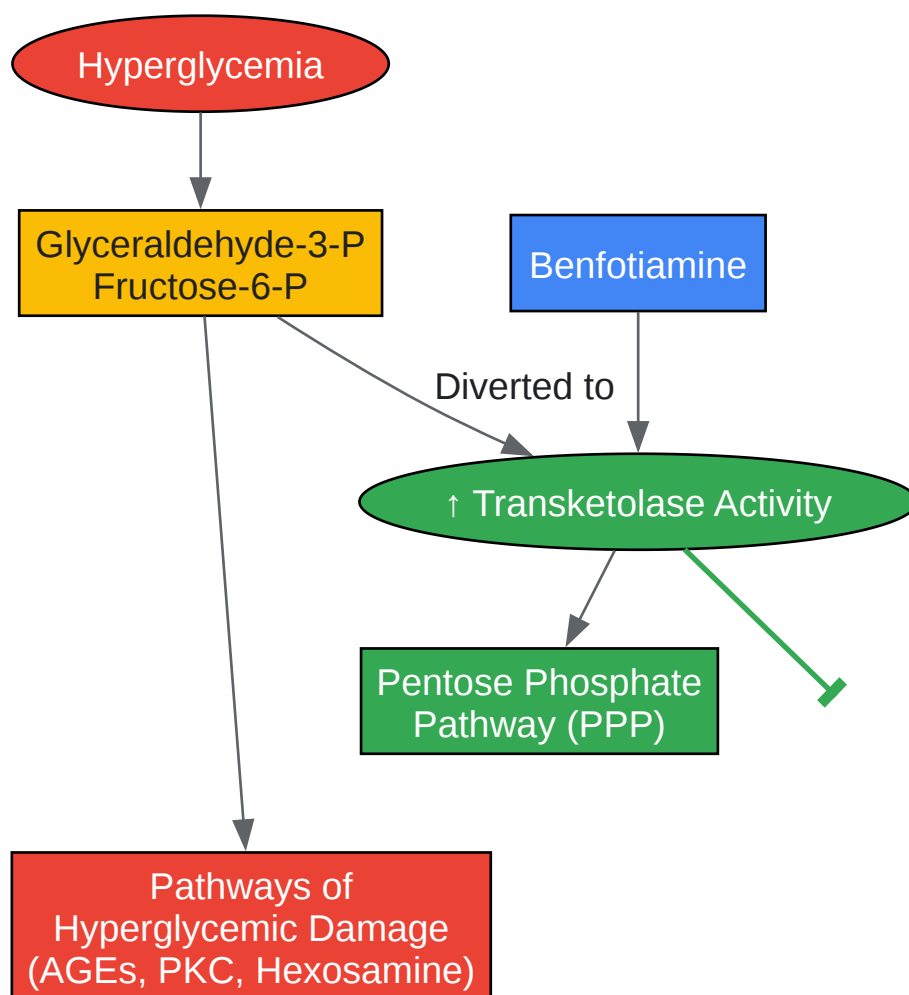 Hyperglycemia
Glyceraldehyde-3-P
Fructose-6-P
Benfotiamine
Diverted to
↑ Transketolase Activity
Pentose Phosphate
Pathway (PPP)
Pathways of
Hyperglycemic Damage
(AGEs, PKC, Hexosamine)